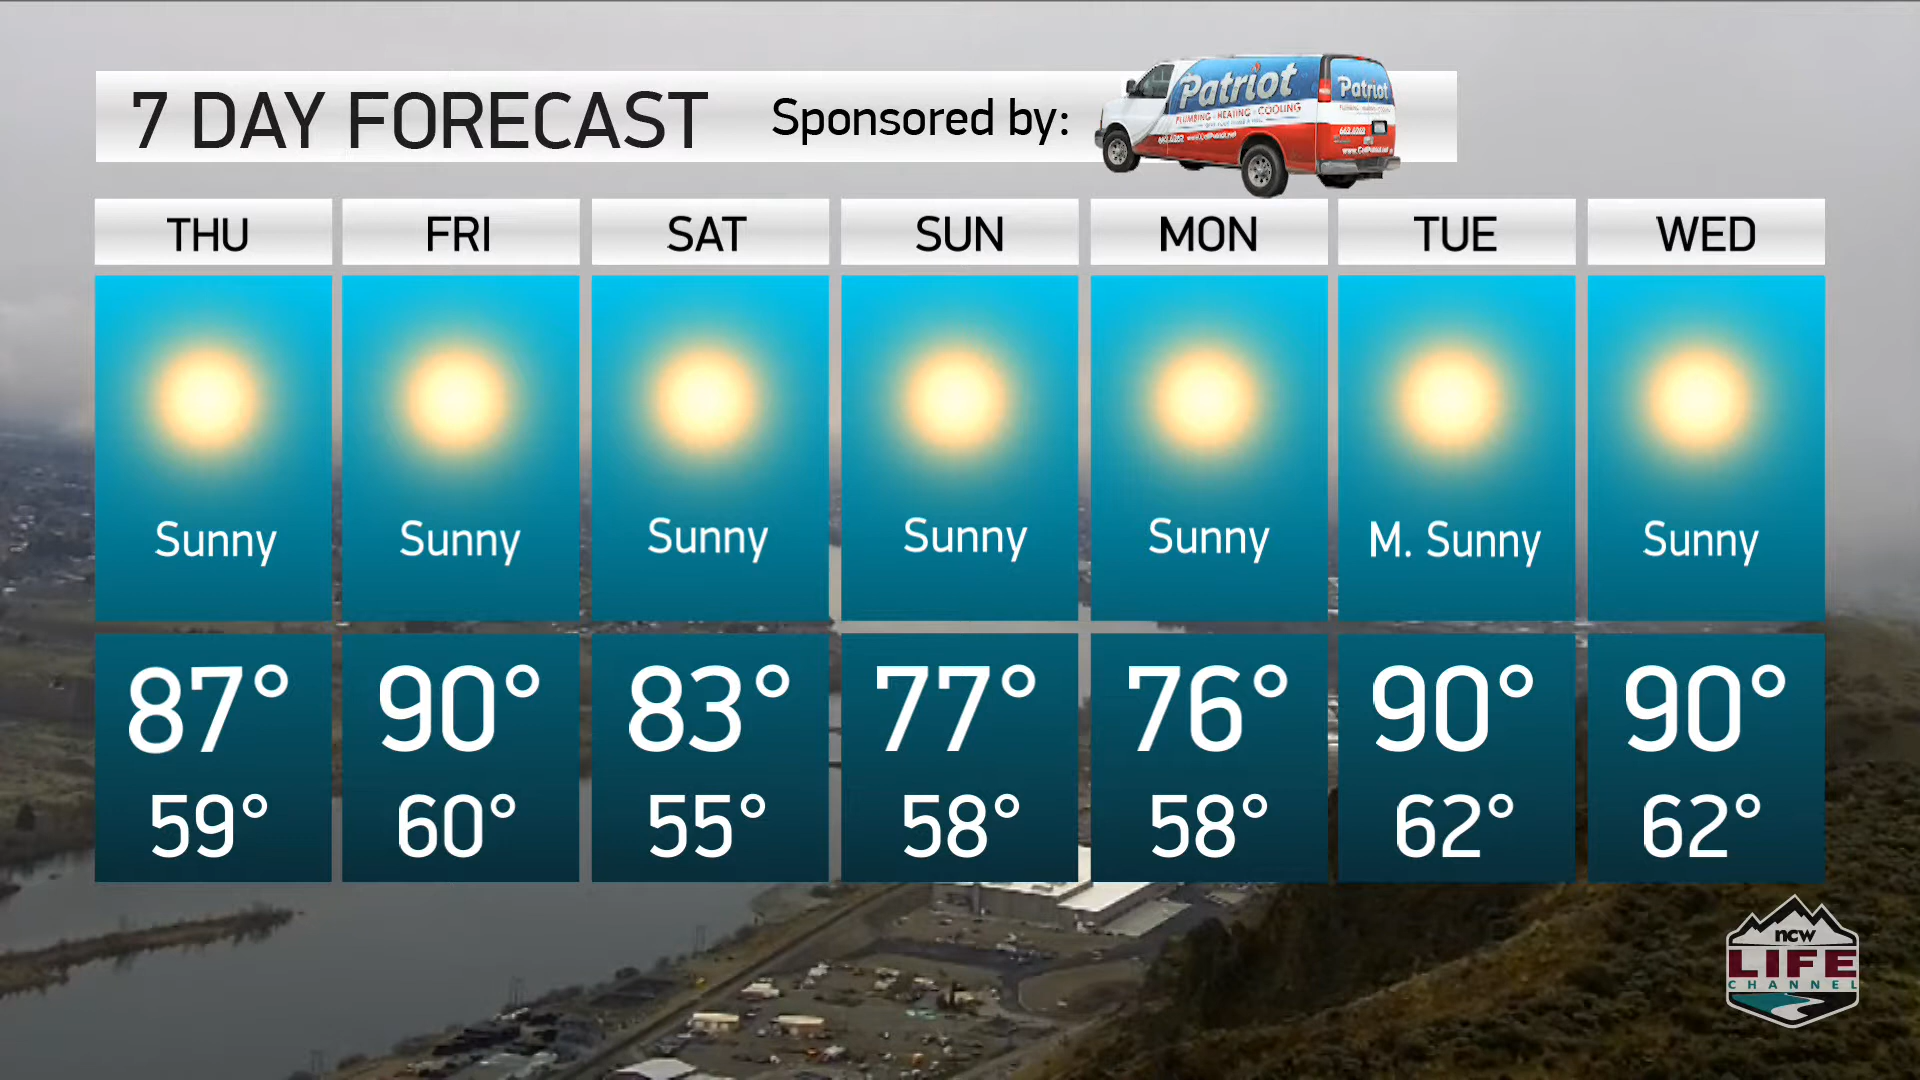 7 DAY FORECAST
Sponsored by:
Patriot
PLUMBING · HEATING · COOLING
Patriot
THU
FRI
SAT
SUN
MON
TUE
WED
Sunny
Sunny
Sunny
Sunny
Sunny
M. Sunny
Sunny
87°
90°
83°
77°
76°
90°
90°
59°
60°
55°
58°
58°
62°
62°
ncw
LIFE
CHANNEL